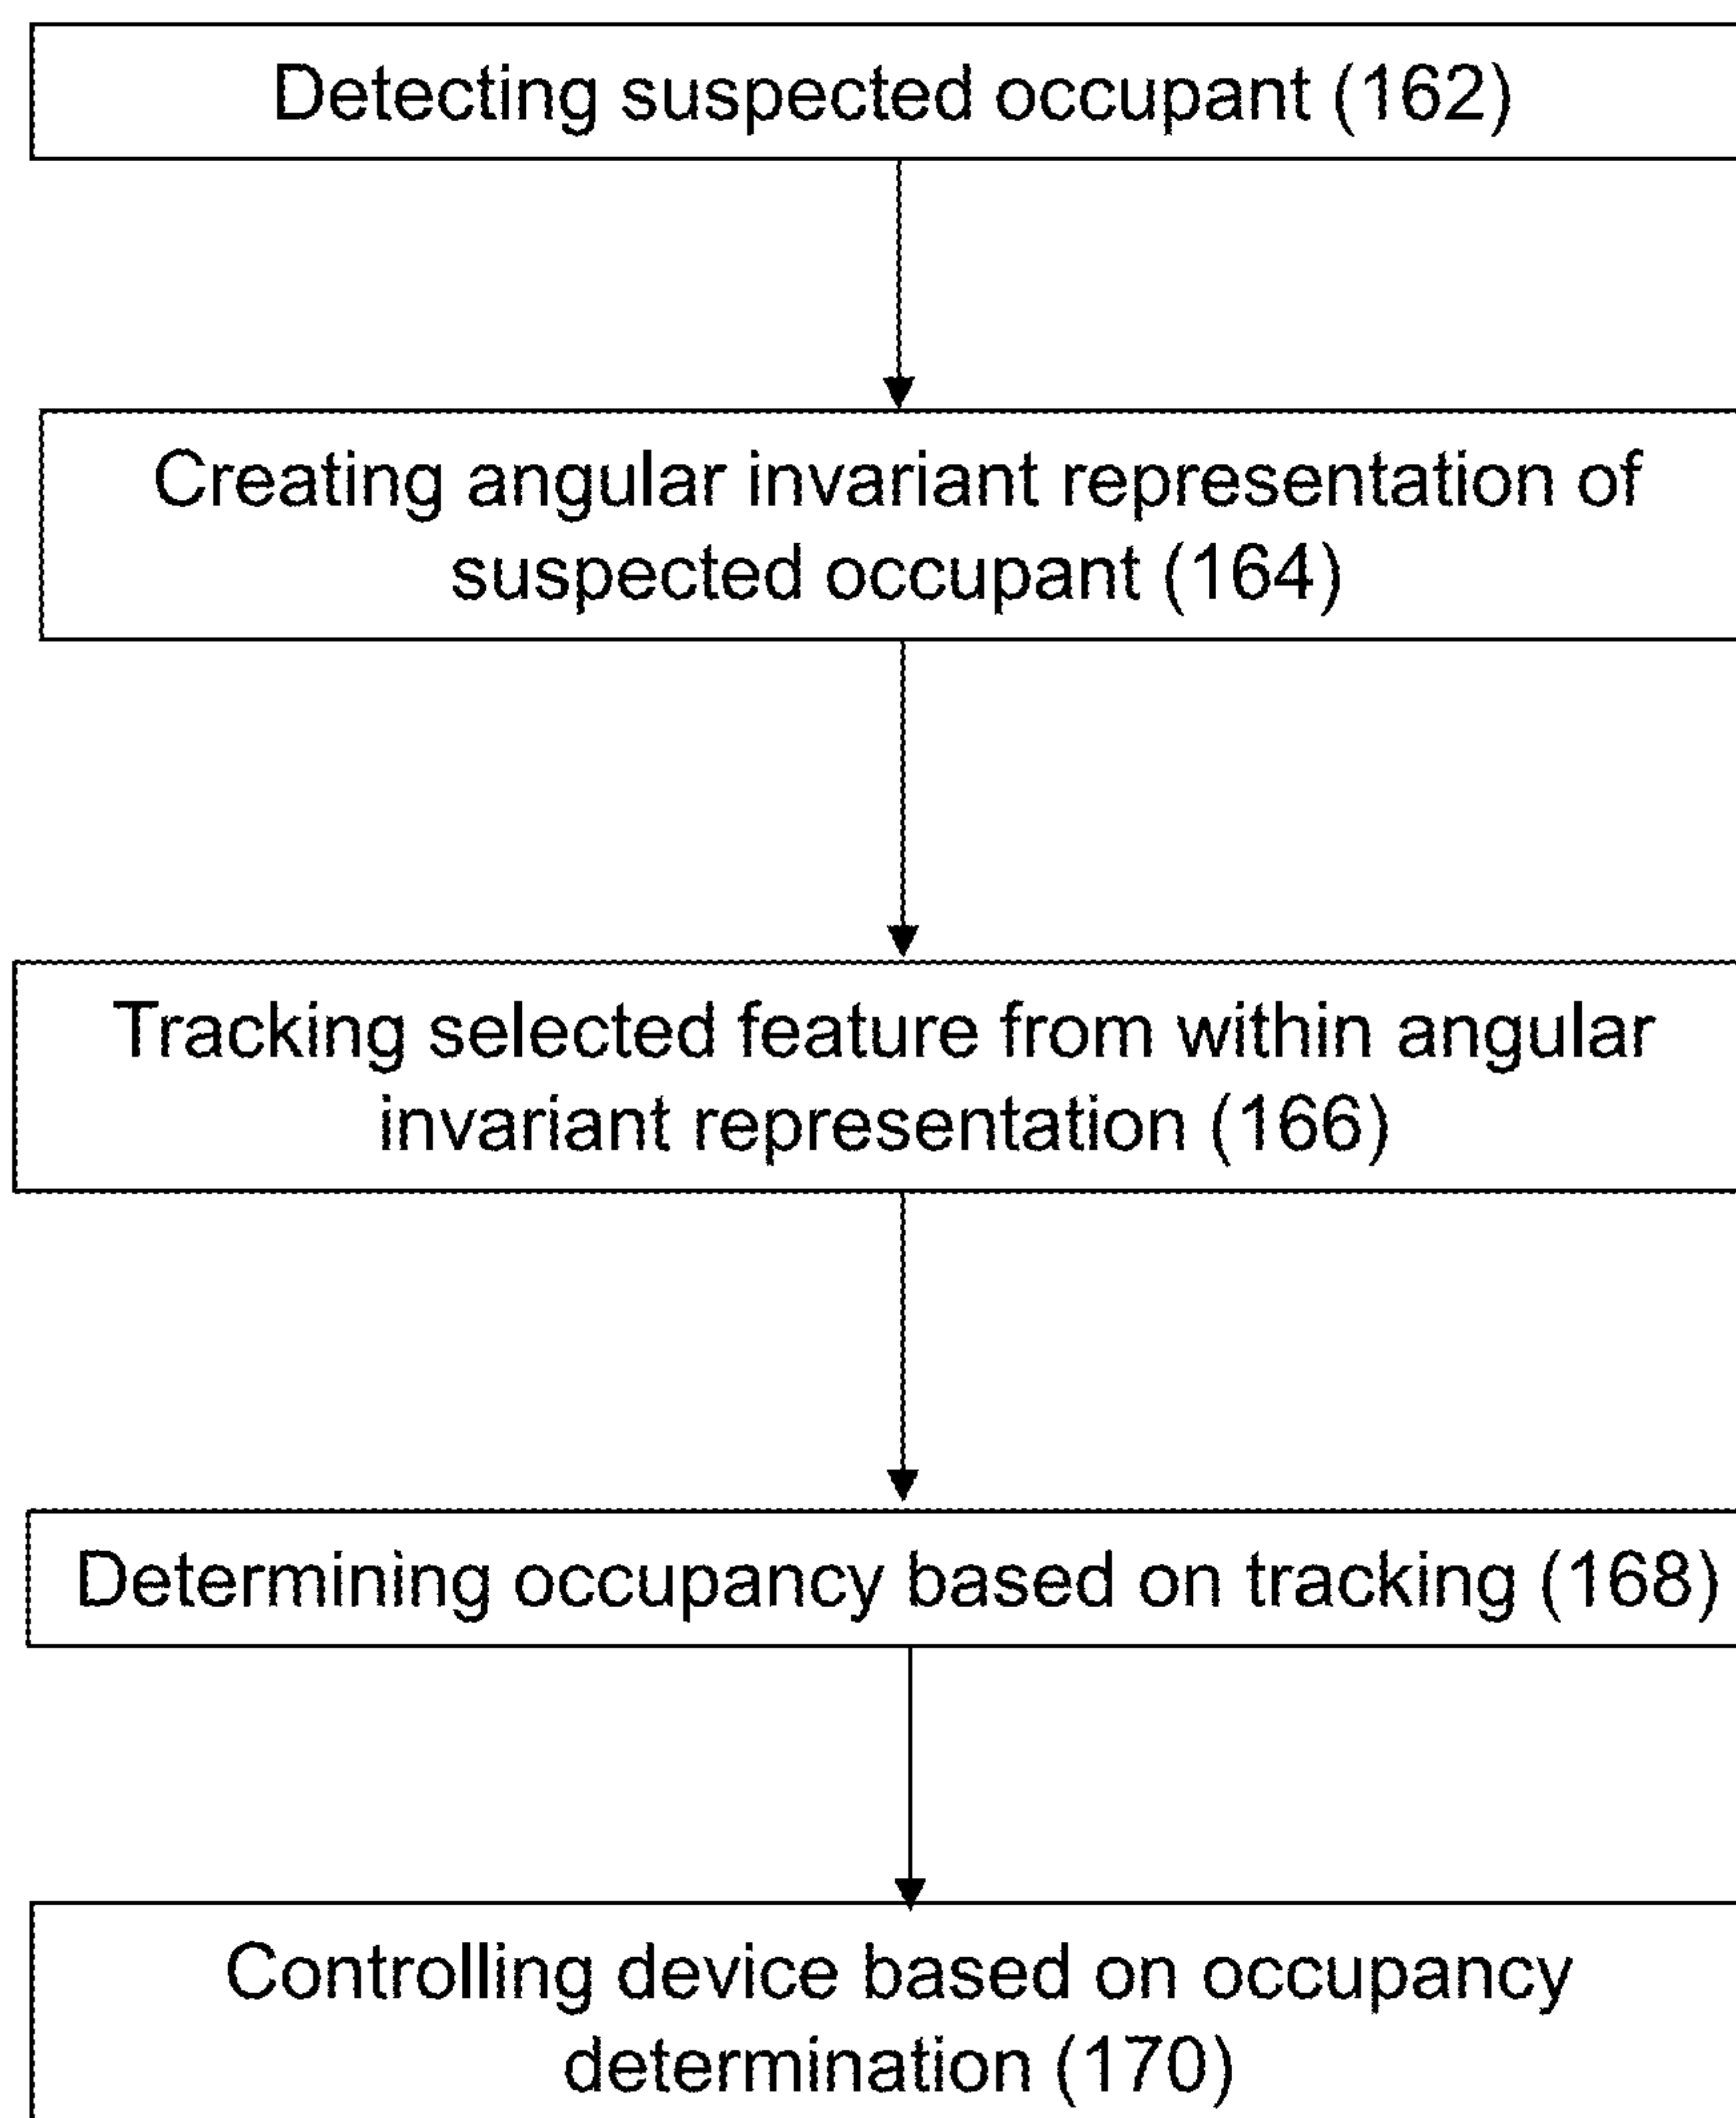 Detecting suspected occupant (162)
Creating angular invariant representation of
suspected occupant (164)
Tracking selected feature from within angular
invariant representation (166)
Determining occupancy based on tracking (168)
Controlling device based on occupancy
determination (170)